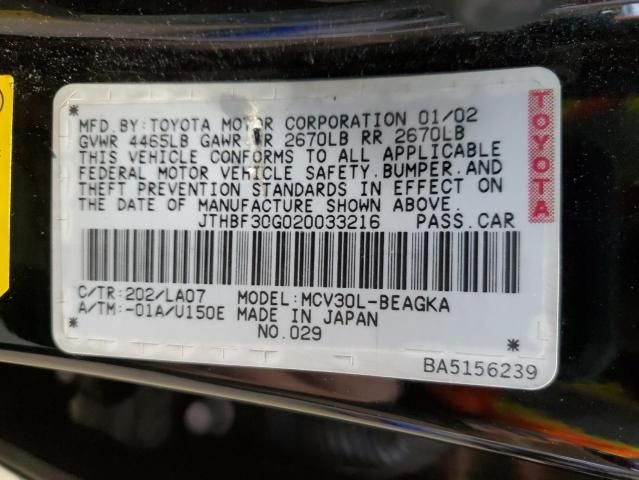 MFD.BY:TOYOTA MOTOR CORPORATION 01/02
GVWR 4465LB GAWR FR 2670LB RR 2670LB
THIS VEHICLE CONFORMS TO ALL APPLICABLE
FEDERAL MOTOR VEHICLE SAFETY.BUMPER.AND
THEFT PREVENTION STANDARDS IN EFFECT ON
THE DATE OF MANUFACTURE SHOWN ABOVE.
JTHBF30G020033216 PASS.CAR
C/TR:202/LA07 MODEL:MCV30L-BEAGKA
A/TM:-01A/U150E MADE IN JAPAN
NO.029
BA5156239
TOYOTA